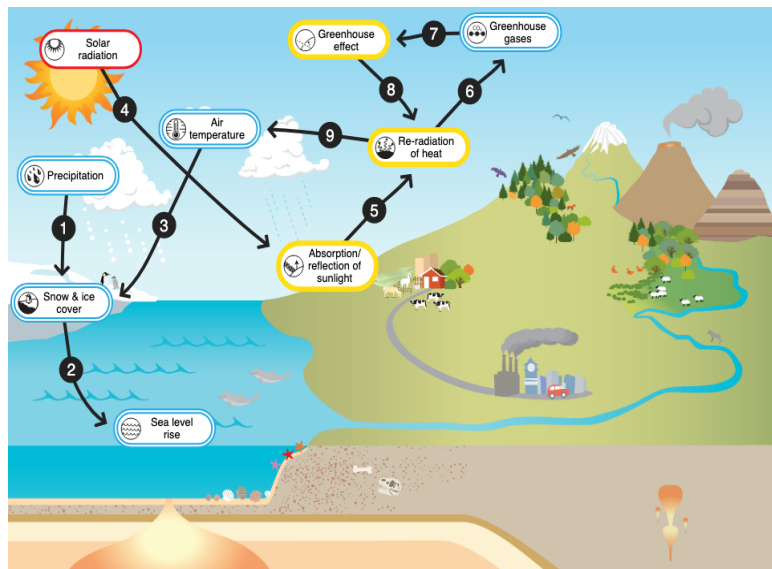 Solar
radiation
4
Greenhouse
effect
7
CO₂
Greenhouse
gases
8
6
Air
temperature
9
Re-radiation
of heat
Precipitation
1
3
5
Absorption/
reflection of
sunlight
Snow & ice
cover
2
Sea level
rise